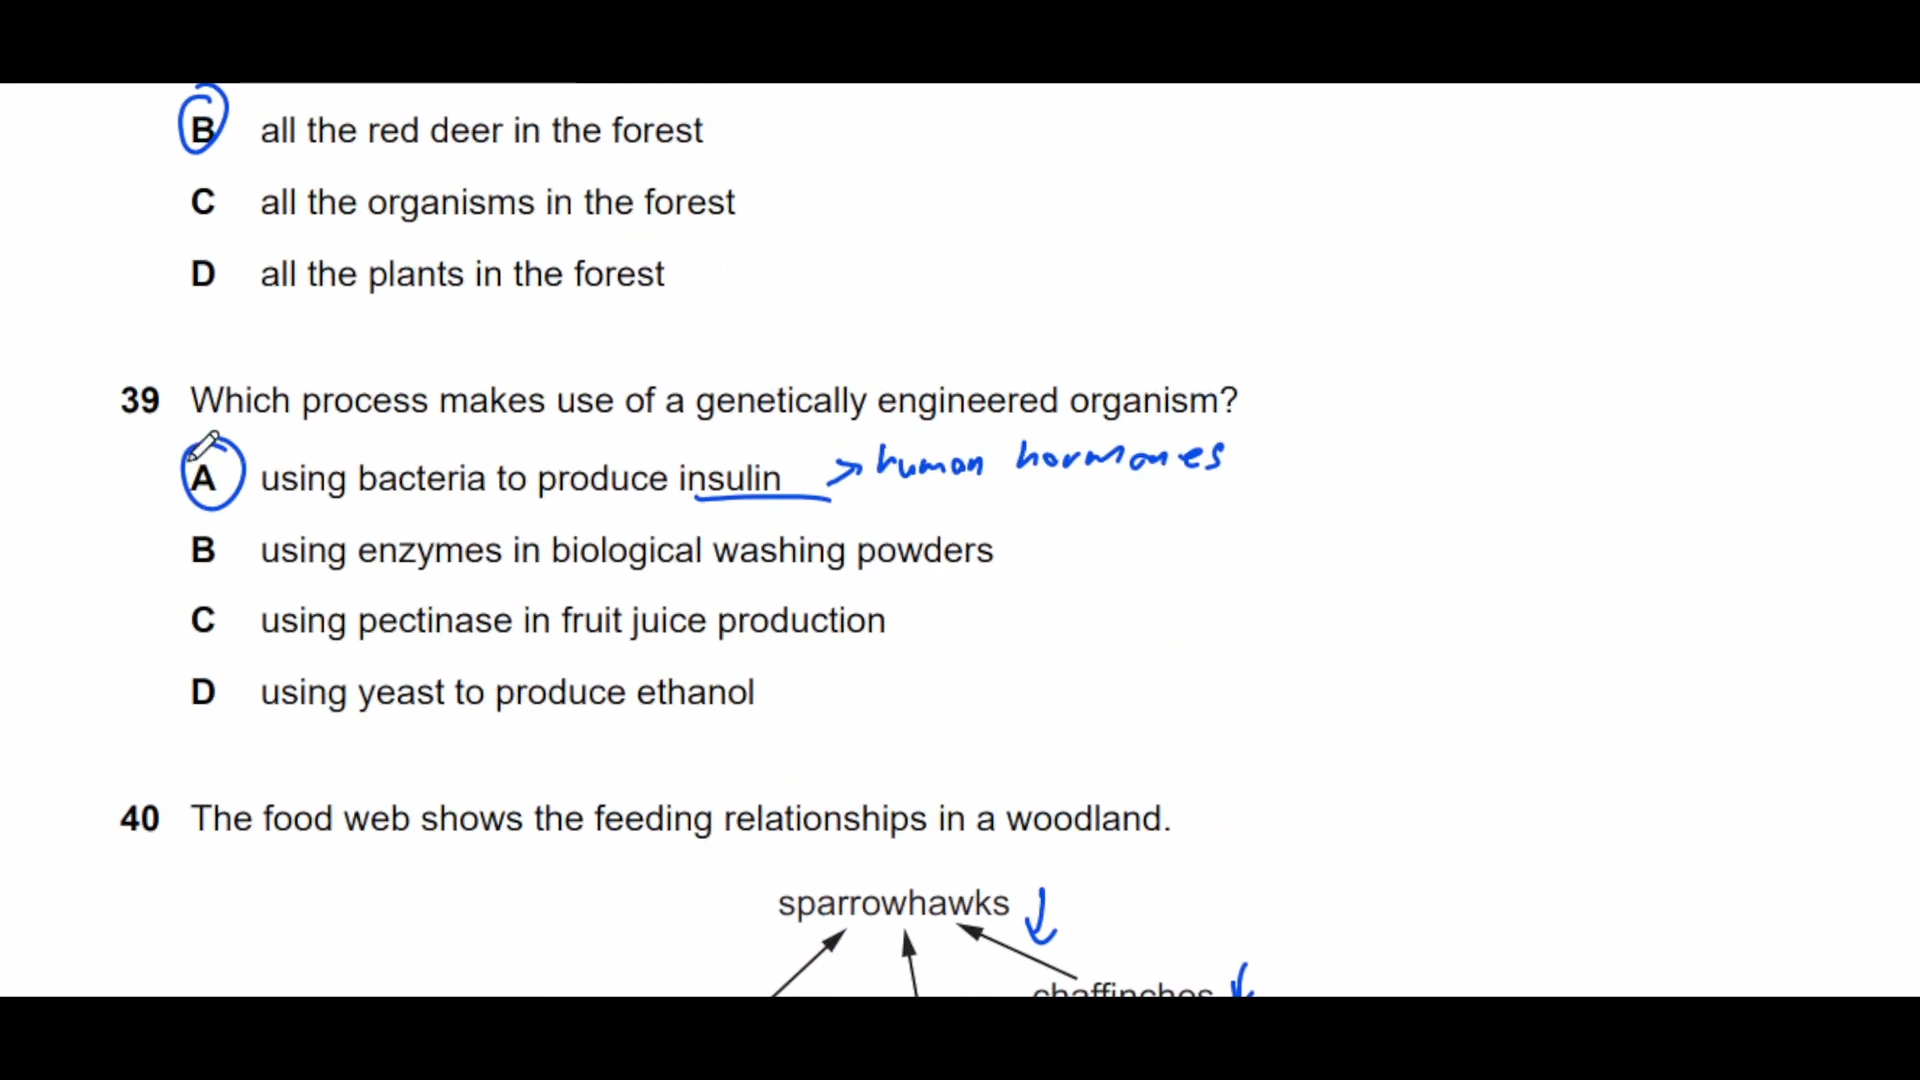 B all the red deer in the forest
C all the organisms in the forest
D all the plants in the forest
39 Which process makes use of a genetically engineered organism?
A using bacteria to produce insulin > human hormones
B using enzymes in biological washing powders
C using pectinase in fruit juice production
D using yeast to produce ethanol
40 The food web shows the feeding relationships in a woodland.
sparrowhawks
chaffinches